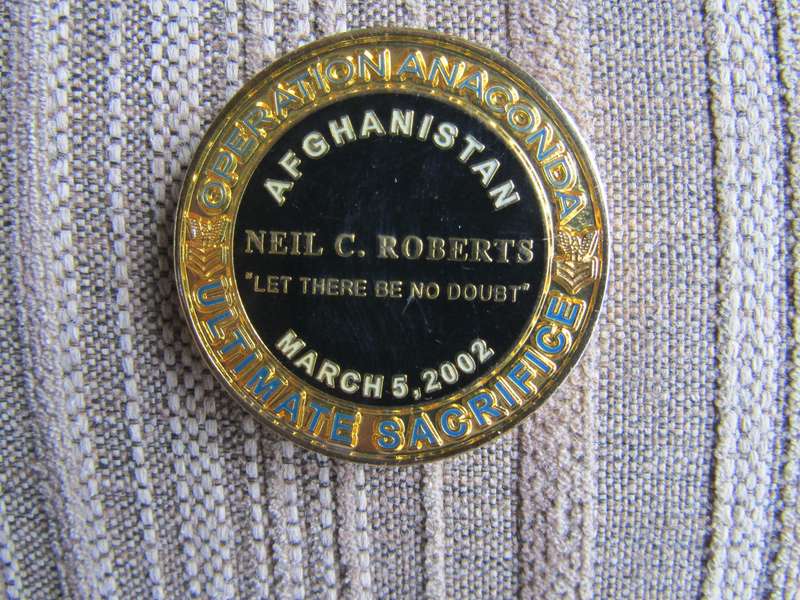 OPERATION ANACONDA
AFGHANISTAN
NEIL C. ROBERTS
"LET THERE BE NO DOUBT"
MARCH 5, 2002
ULTIMATE SACRIFICE